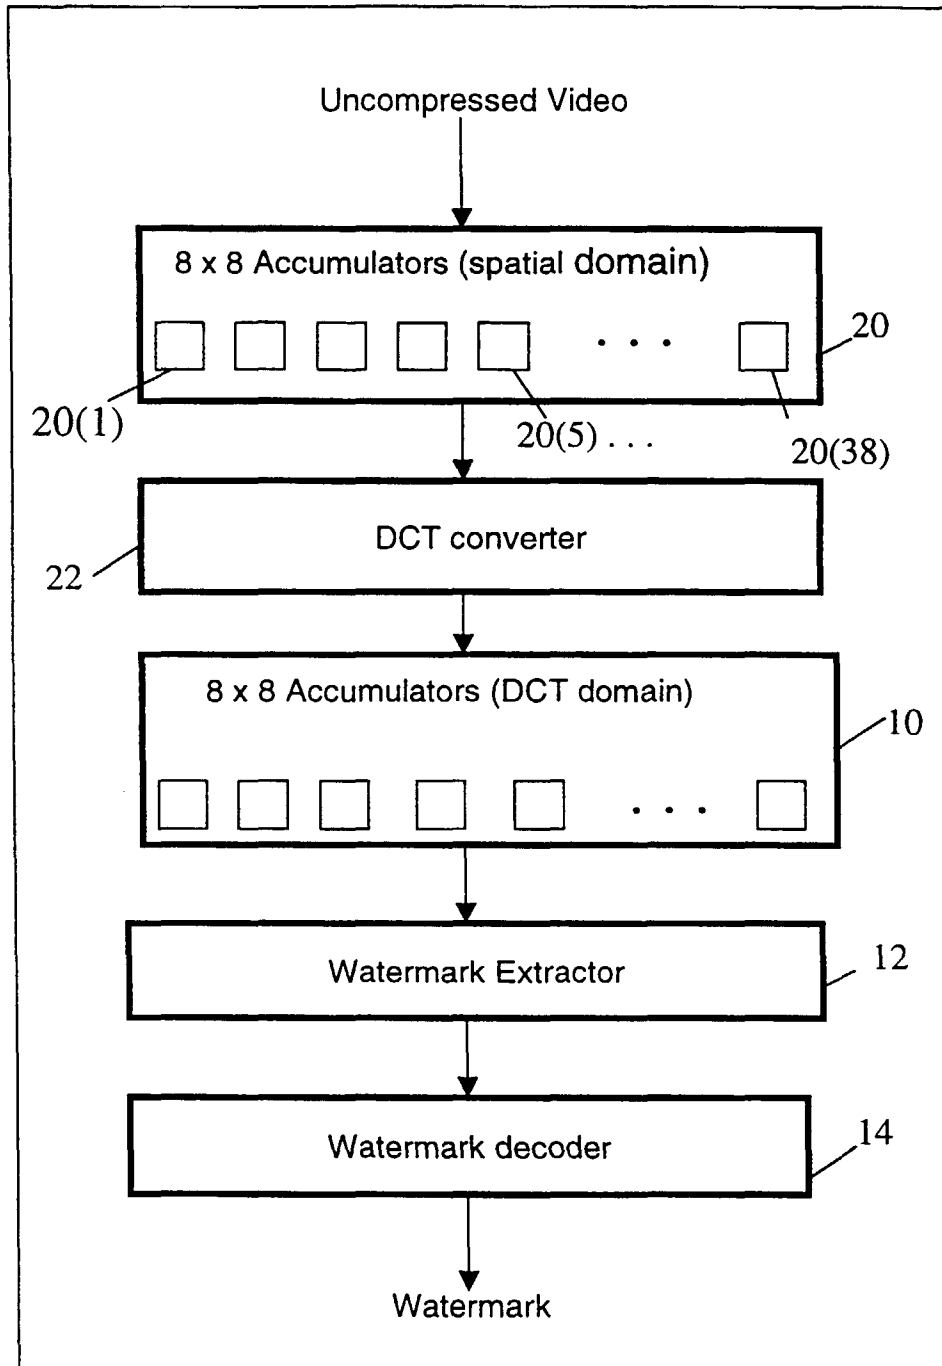 Uncompressed Video
8 x 8 Accumulators (spatial domain)
. . .
20
20(1)
20(5) . . .
20(38)
DCT converter
22
8 x 8 Accumulators (DCT domain)
10
. . .
Watermark Extractor
12
Watermark decoder
14
Watermark